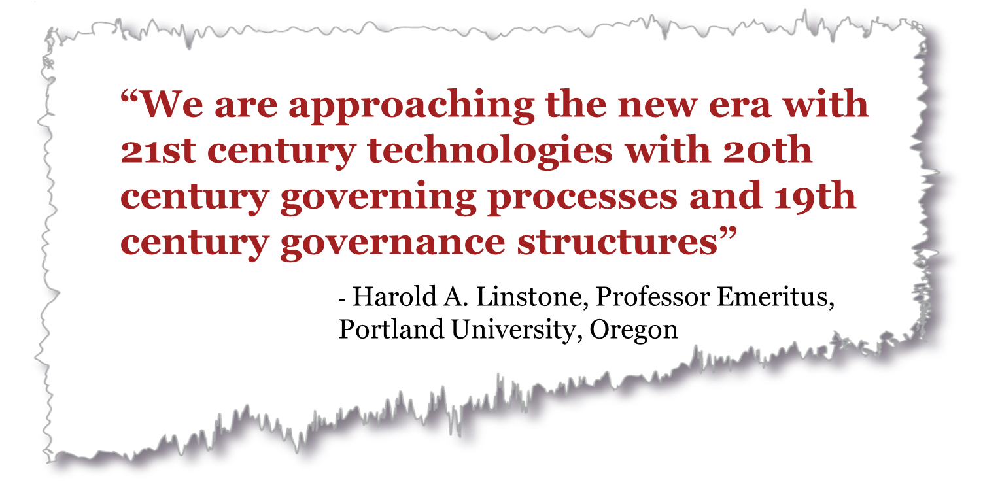 “We are approaching the new era with
21st century technologies with 20th
century governing processes and 19th
century governance structures”
- Harold A. Linstone, Professor Emeritus,
Portland University, Oregon